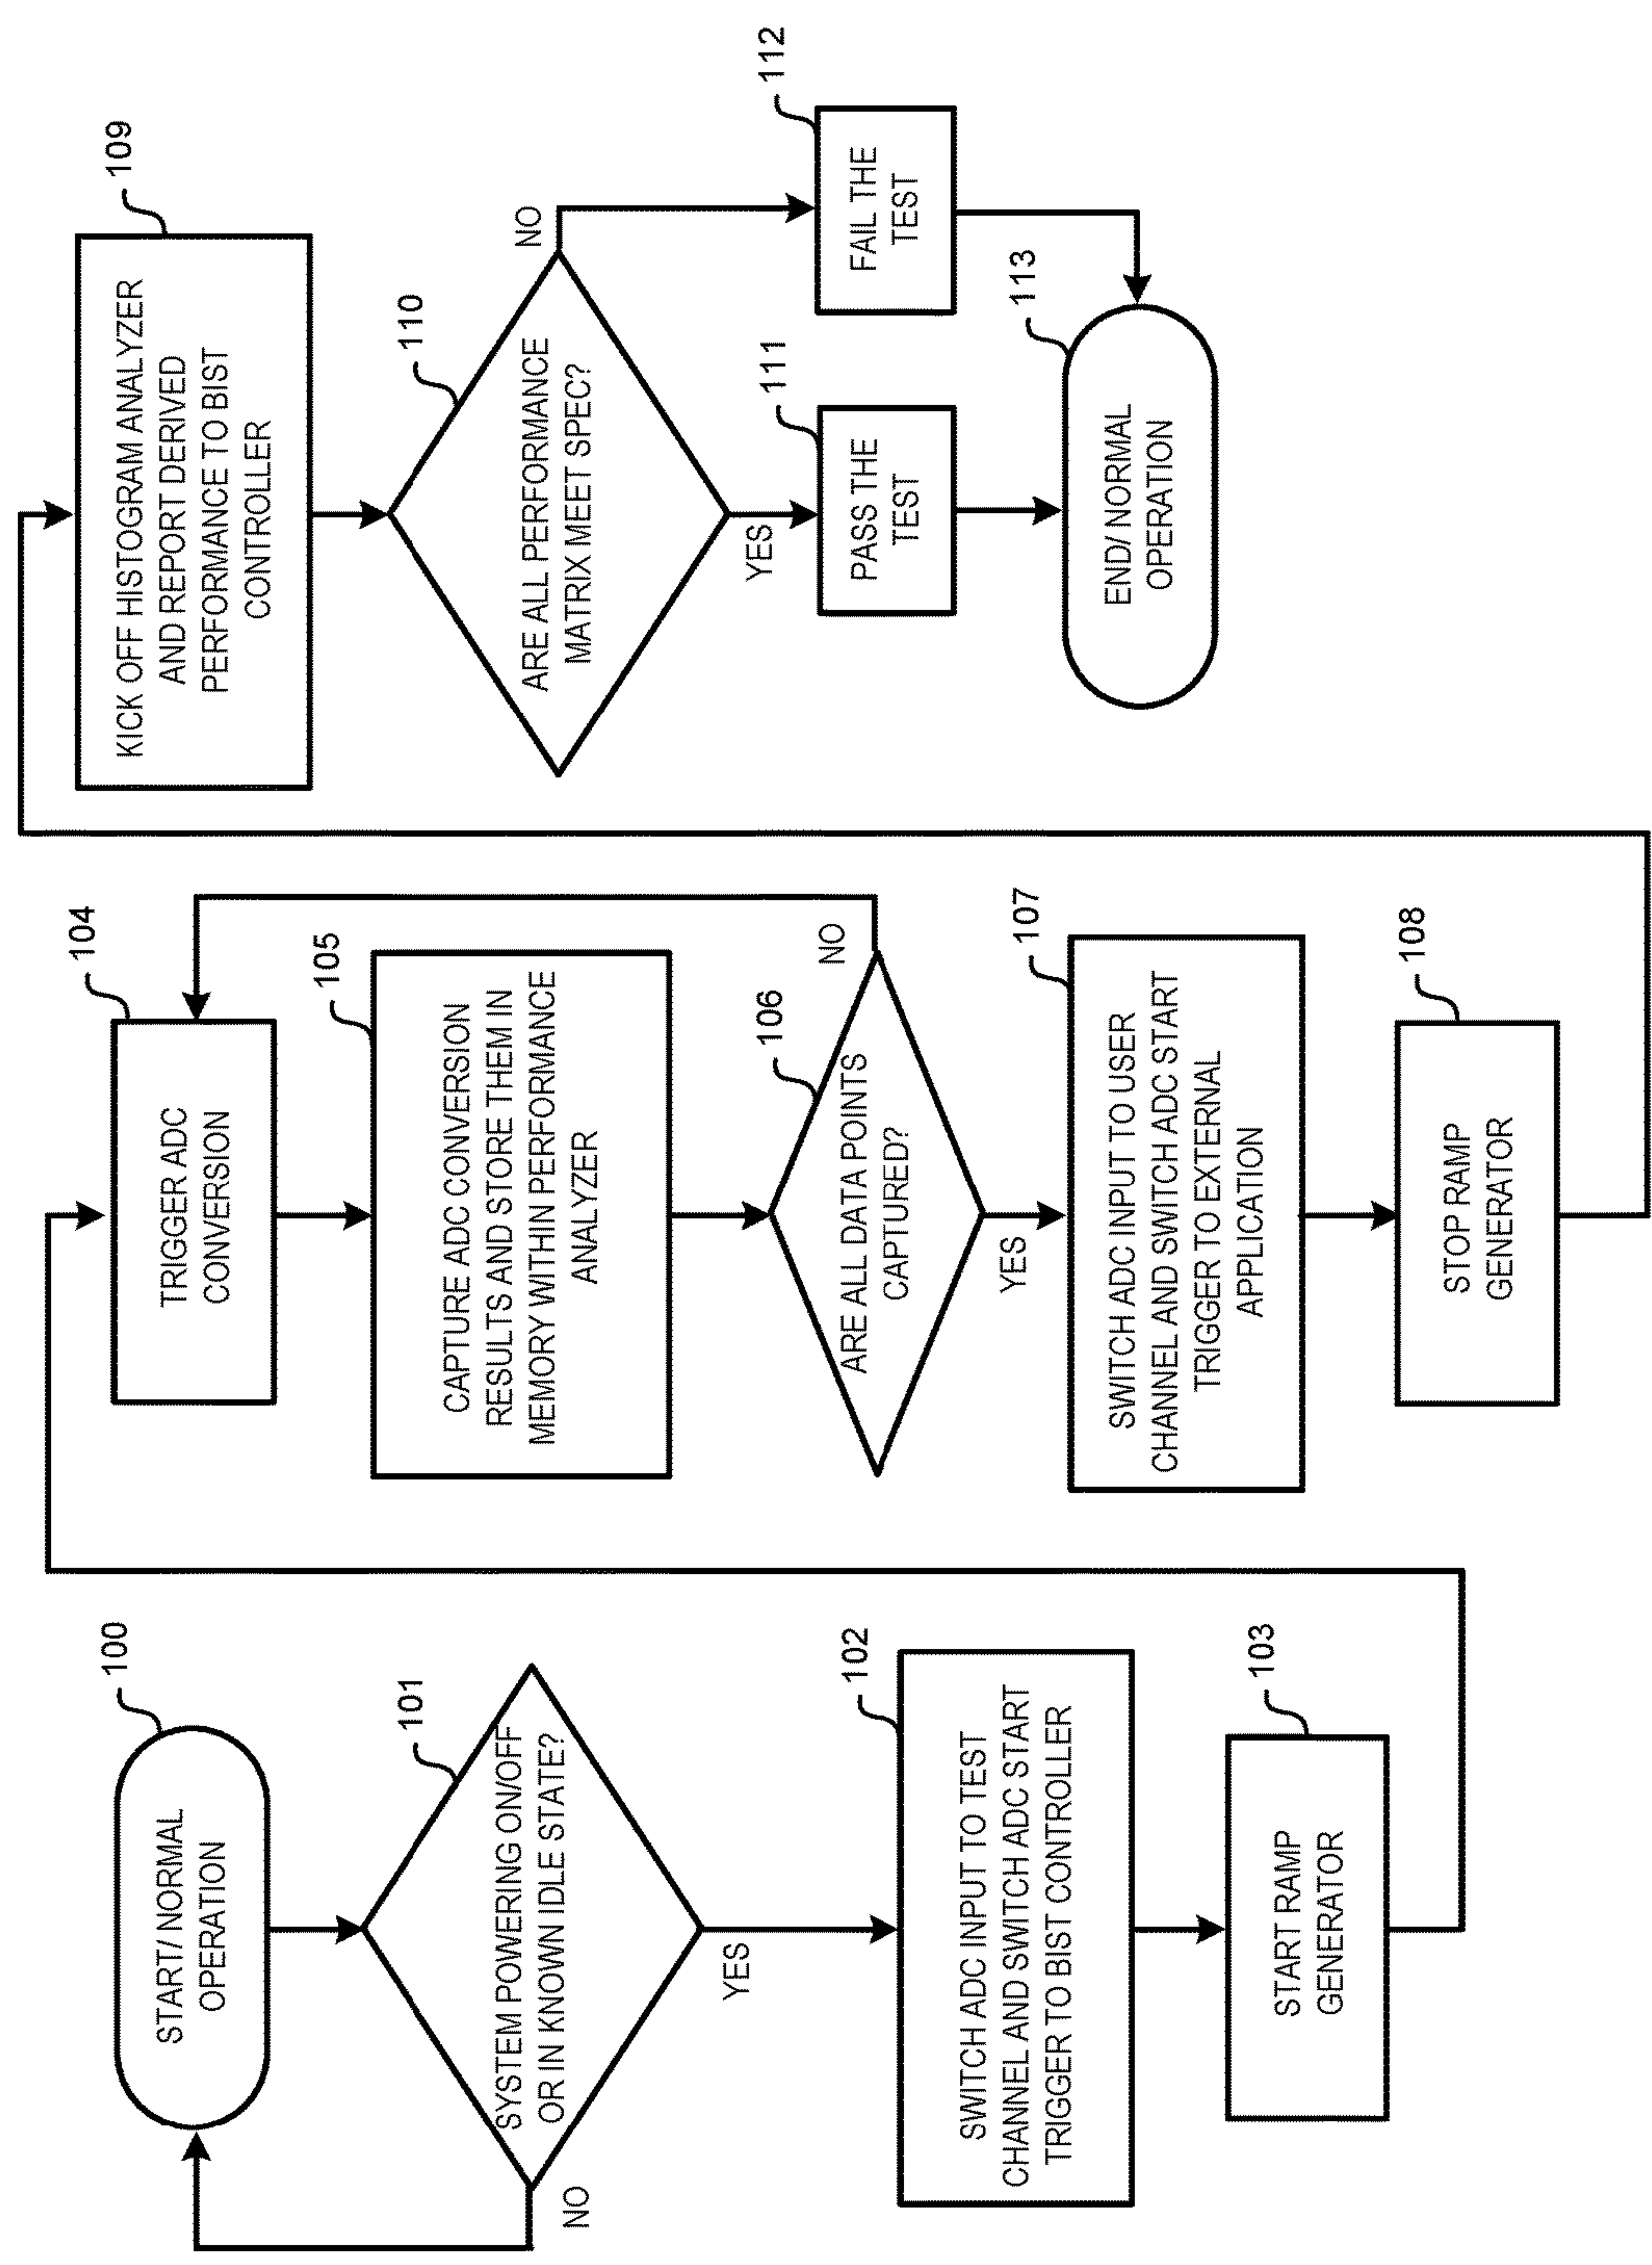 100
START/ NORMAL
OPERATION
101
SYSTEM POWERING ON/OFF
OR IN KNOWN IDLE STATE?
NO
YES
102
SWITCH ADC INPUT TO TEST
CHANNEL AND SWITCH ADC START
TRIGGER TO BIST CONTROLLER
103
START RAMP
GENERATOR
104
TRIGGER ADC
CONVERSION
105
CAPTURE ADC CONVERSION
RESULTS AND STORE THEM IN
MEMORY WITHIN PERFORMANCE
ANALYZER
106
ARE ALL DATA POINTS
CAPTURED?
NO
YES
107
SWITCH ADC INPUT TO USER
CHANNEL AND SWITCH ADC START
TRIGGER TO EXTERNAL
APPLICATION
108
STOP RAMP
GENERATOR
109
KICK OFF HISTOGRAM ANALYZER
AND REPORT DERIVED
PERFORMANCE TO BIST
CONTROLLER
110
ARE ALL PERFORMANCE
MATRIX MEET SPEC?
NO
YES
111
PASS THE
TEST
112
FAIL THE
TEST
113
END/ NORMAL
OPERATION